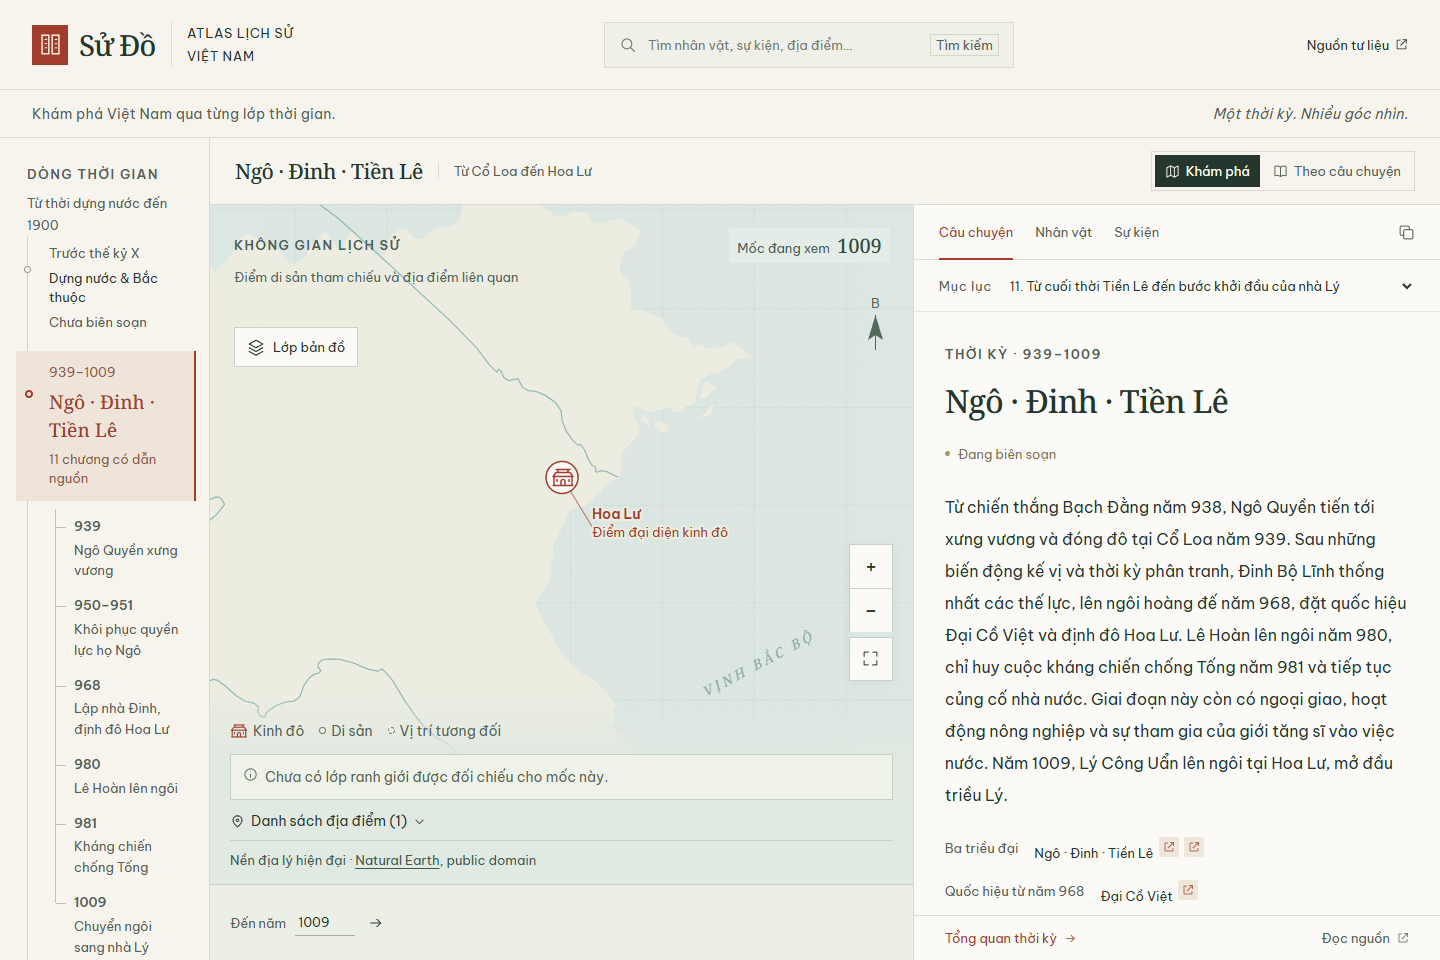 Sử Đồ
ATLAS LỊCH SỬ
VIỆT NAM
Tìm nhân vật, sự kiện, địa điểm...
Tìm kiếm
Nguồn tư liệu
Khám phá Việt Nam qua từng lớp thời gian.
Một thời kỳ. Nhiều góc nhìn.
DÒNG THỜI GIAN
Từ thời dựng nước đến
1900
Trước thế kỷ X
Dựng nước & Bắc
thuộc
Chưa biên soạn
939–1009
Ngô · Đinh ·
Tiền Lê
11 chương có dẫn
nguồn
939
Ngô Quyền xưng
vương
950–951
Khôi phục quyền
lực họ Ngô
968
Lập nhà Đinh,
định đô Hoa Lư
980
Lê Hoàn lên ngôi
981
Kháng chiến
chống Tống
1009
Chuyển ngôi
sang nhà Lý
Ngô · Đinh · Tiền Lê
Từ Cổ Loa đến Hoa Lư
Khám phá
Theo câu chuyện
KHÔNG GIAN LỊCH SỬ
Điểm di sản tham chiếu và địa điểm liên quan
Mốc đang xem 1009
B
Lớp bản đồ
Hoa Lư
Điểm đại diện kinh đô
+
−
VỊNH BẮC BỘ
Kinh đô
Di sản
Vị trí tương đối
Chưa có lớp ranh giới được đối chiếu cho mốc này.
Danh sách địa điểm (1)
Nền địa lý hiện đại · Natural Earth, public domain
Đến năm 1009
Câu chuyện
Nhân vật
Sự kiện
Mục lục
11. Từ cuối thời Tiền Lê đến bước khởi đầu của nhà Lý
THỜI KỲ · 939–1009
Ngô · Đinh · Tiền Lê
Đang biên soạn
Từ chiến thắng Bạch Đằng năm 938, Ngô Quyền tiến tới
xưng vương và đóng đô tại Cổ Loa năm 939. Sau những
biến động kế vị và thời kỳ phân tranh, Đinh Bộ Lĩnh thống
nhất các thế lực, lên ngôi hoàng đế năm 968, đặt quốc hiệu
Đại Cồ Việt và định đô Hoa Lư. Lê Hoàn lên ngôi năm 980,
chỉ huy cuộc kháng chiến chống Tống năm 981 và tiếp tục
củng cố nhà nước. Giai đoạn này còn có ngoại giao, hoạt
động nông nghiệp và sự tham gia của giới tăng sĩ vào việc
nước. Năm 1009, Lý Công Uẩn lên ngôi tại Hoa Lư, mở đầu
triều Lý.
Ba triều đại
Ngô · Đinh · Tiền Lê
Quốc hiệu từ năm 968
Đại Cồ Việt
Tổng quan thời kỳ
Đọc nguồn